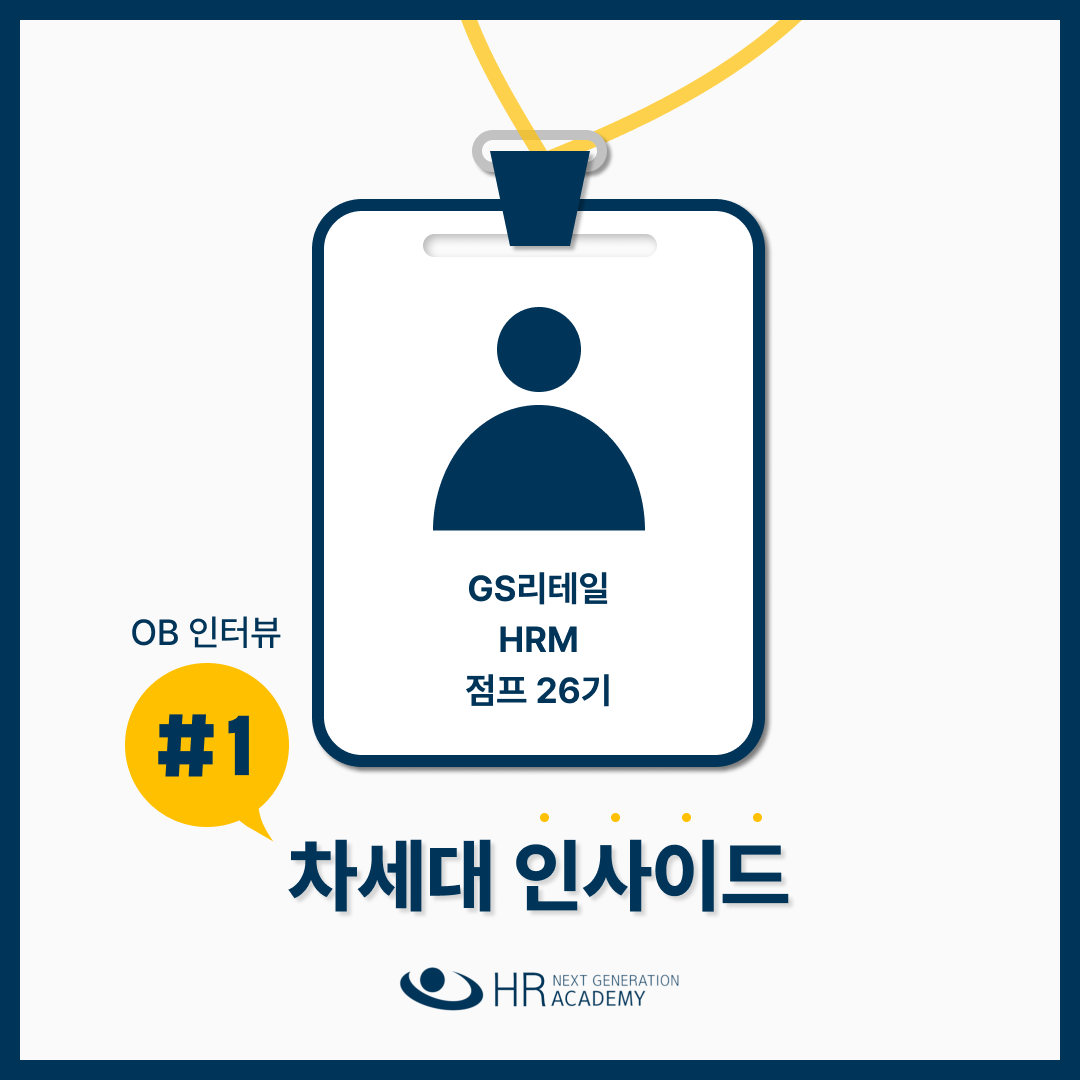 GS리테일
HRM
점프 26기
OB 인터뷰
#1
차세대 인사이드
HR NEXT GENERATION
ACADEMY